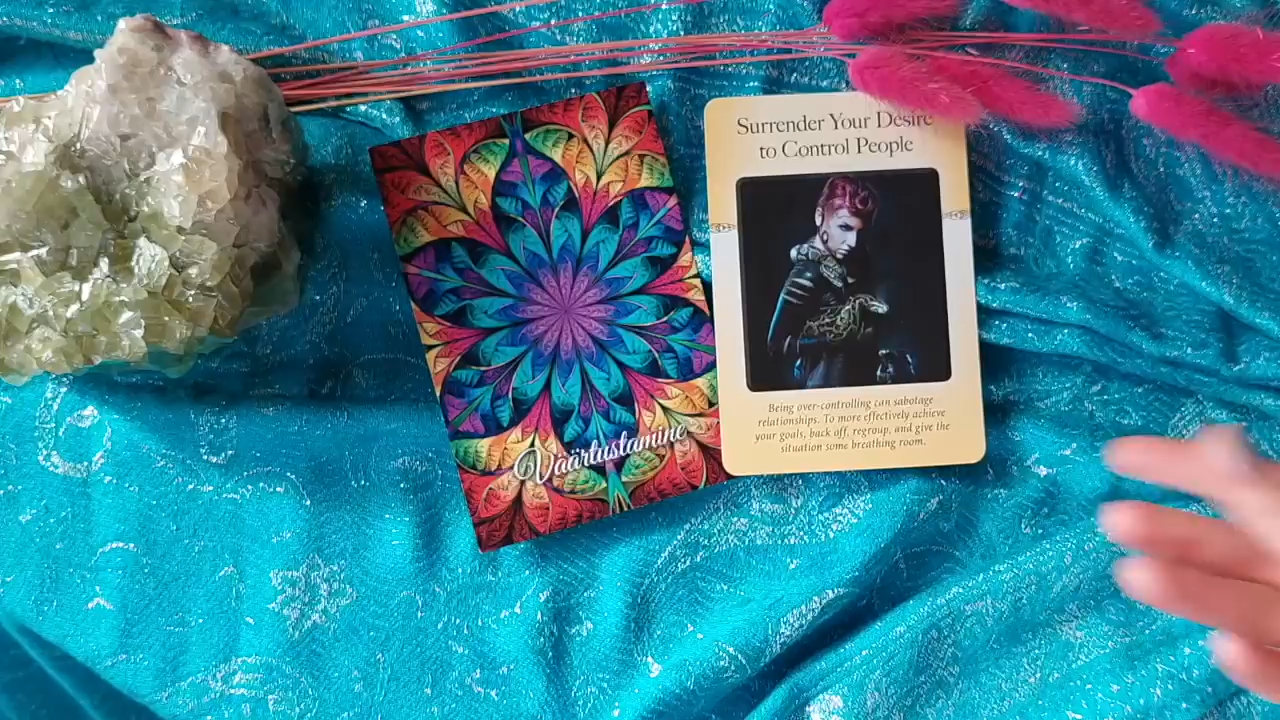 Väärtustamine
Surrender Your Desire
to Control People
Being over-controlling can sabotage
relationships. To more effectively achieve
your goals, back off, regroup, and give the
situation some breathing room.